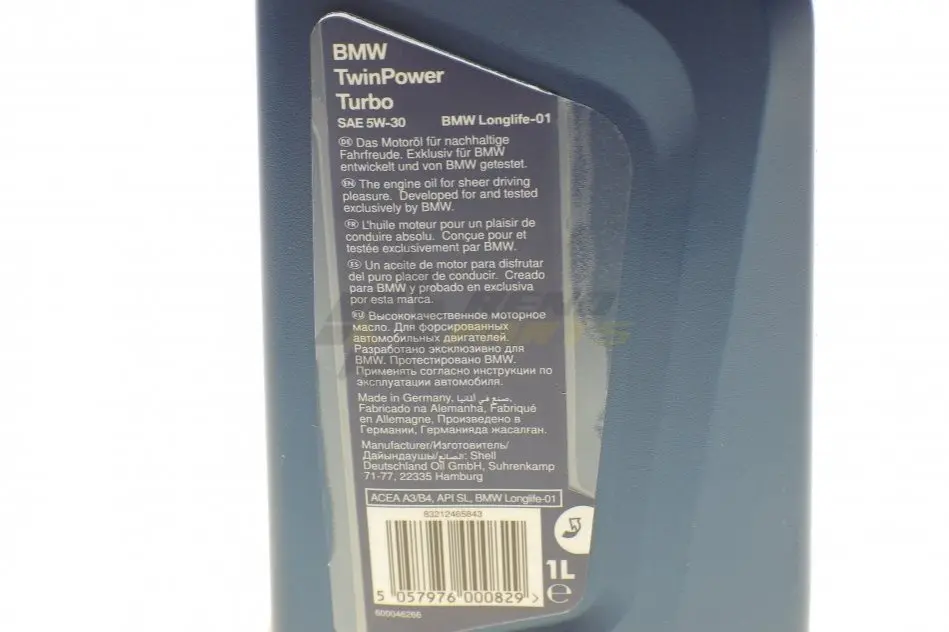 BMW
TwinPower
Turbo
SAE 5W-30 BMW Longlife-01
DE Das Motoröl für nachhaltige
Fahrfreude. Exklusiv für BMW
entwickelt und von BMW getestet.
EN The engine oil for sheer driving
pleasure. Developed for and tested
exclusively by BMW.
FR L'huile moteur pour un plaisir de
conduire absolu. Conçue pour et
testée exclusivement par BMW.
ES Un aceite de motor para disfrutar
del puro placer de conducir. Creado
para BMW y probado en exclusiva
por esta marca.
RU Высококачественное моторное
масло. Для форсированных
автомобильных двигателей.
Разработано эксклюзивно для
BMW. Протестировано BMW.
Применять согласно инструкции по
эксплуатации автомобиля.
Made in Germany, صنع في ألمانيا,
Fabricado na Alemanha, Fabriqué
en Allemagne, Произведено в
Германии, Германияда жасалған.
Manufacturer/Изготовитель/
Дайындаушы/الصانع: Shell
Deutschland Oil GmbH, Suhrenkamp
71-77, 22335 Hamburg
ACEA A3/B4, API SL, BMW Longlife-01
83212465843
1L
5 057976 000829 >
e
600046266